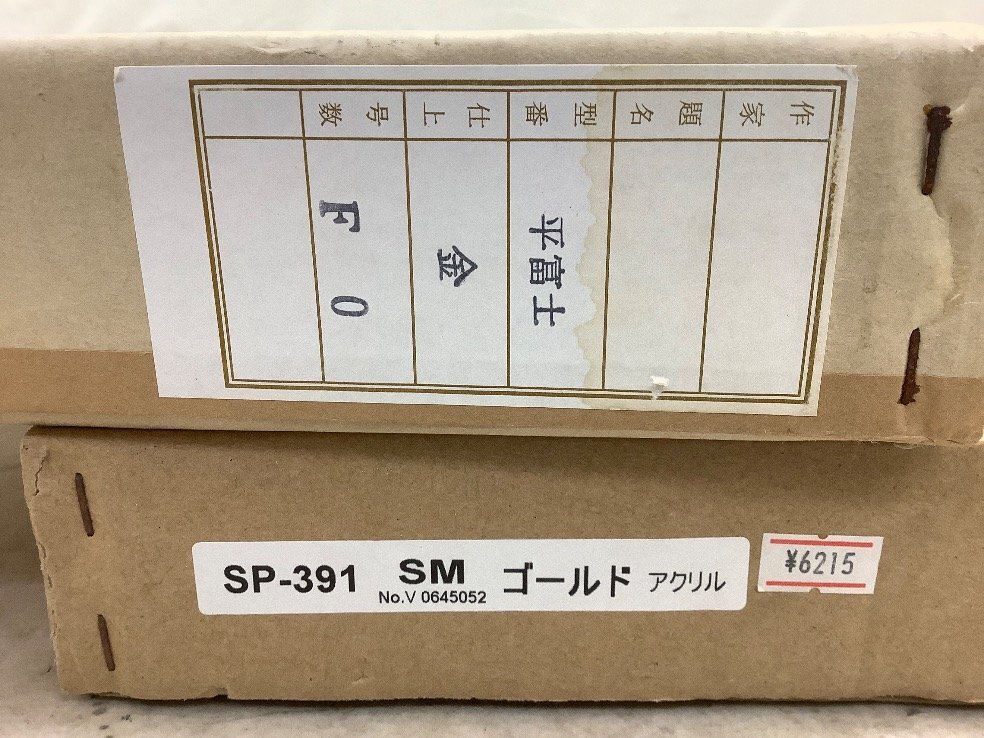 作家
題名
型番 平富士
仕上 金
号数 F0
SP-391 SM ゴールド アクリル
No.V 0645052
¥6215